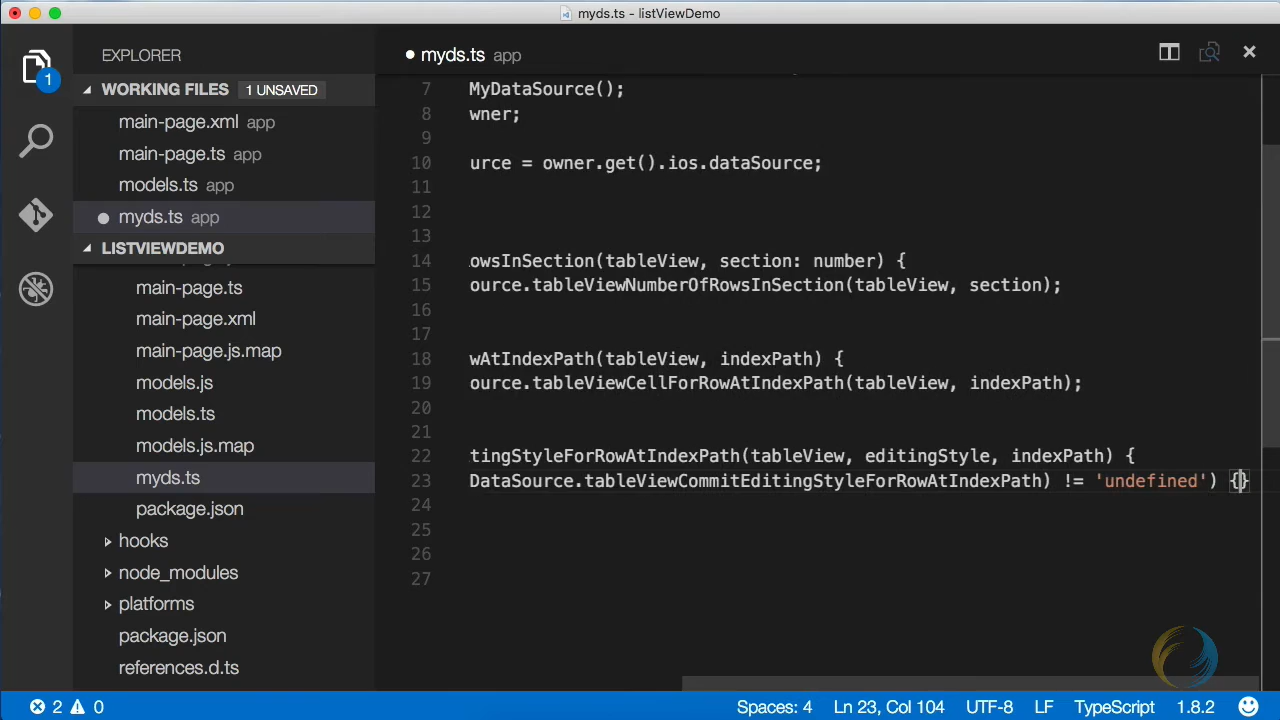 myds.ts - listViewDemo
EXPLORER
WORKING FILES 1 UNSAVED
main-page.xml app
main-page.ts app
models.ts app
myds.ts app
LISTVIEWDEMO
main-page.ts
main-page.xml
main-page.js.map
models.js
models.ts
models.js.map
myds.ts
package.json
hooks
node_modules
platforms
package.json
references.d.ts
1
myds.ts app
7 MyDataSource();
8 wner;
9
10 urce = owner.get().ios.dataSource;
11
12
13
14 owsInSection(tableView, section: number) {
15 ource.tableViewNumberOfRowsInSection(tableView, section);
16
17
18 wAtIndexPath(tableView, indexPath) {
19 ource.tableViewCellForRowAtIndexPath(tableView, indexPath);
20
21
22 tingStyleForRowAtIndexPath(tableView, editingStyle, indexPath) {
23 DataSource.tableViewCommitEditingStyleForRowAtIndexPath) != 'undefined') {}
24
25
26
27
2 0 Spaces: 4 Ln 23, Col 104 UTF-8 LF TypeScript 1.8.2